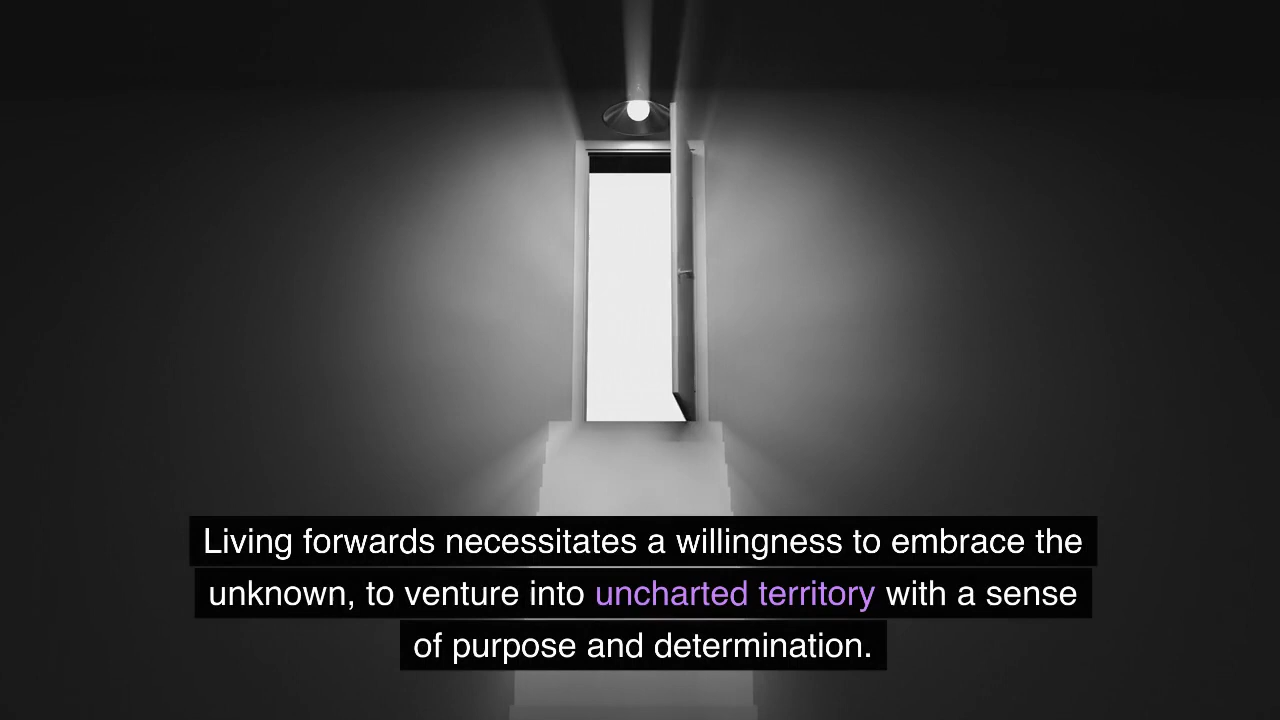 Living forwards necessitates a willingness to embrace the
unknown, to venture into uncharted territory with a sense
of purpose and determination.